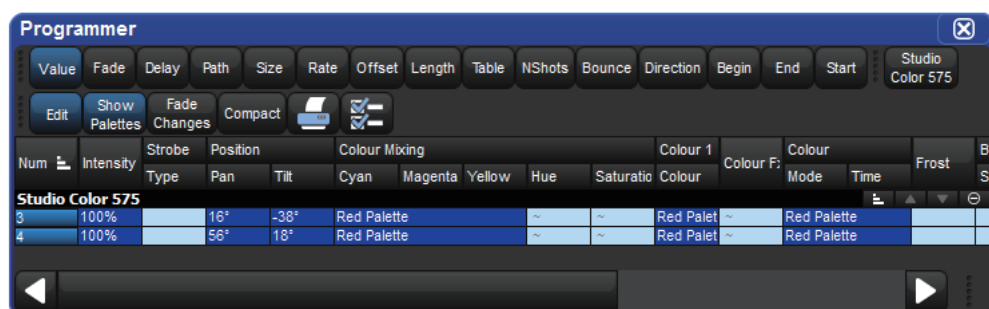 Programmer
Value Fade Delay Path Size Rate Offset Length Table NShots Bounce Direction Begin End Start Studio Color 575
Edit Show Palettes Fade Changes Compact
Num Intensity Strobe Position Colour Mixing Colour 1 Colour F: Colour Frost B
Type Pan Tilt Cyan Magenta Yellow Hue Saturatio Colour Mode Time S
Studio Color 575
3 100% 16° -38° Red Palette ~ ~ Red Palet ~ Red Palette
4 100% 56° 18° Red Palette ~ ~ Red Palet ~ Red Palette